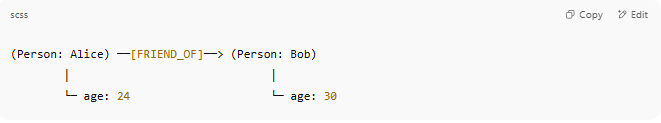 scss Copy Edit
(Person: Alice) ──[FRIEND_OF]──> (Person: Bob)
│ │
└─ age: 24 └─ age: 30